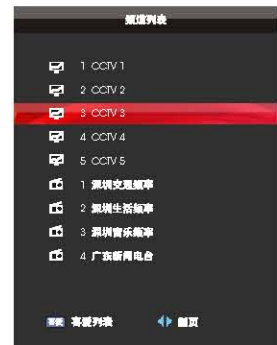 频道列表
1 CCTV 1
2 CCTV 2
3 CCTV 3
4 CCTV 4
5 CCTV 5
1 深圳交通频率
2 深圳生活频率
3 深圳音乐频率
4 广东新闻电台
喜爱列表 翻页